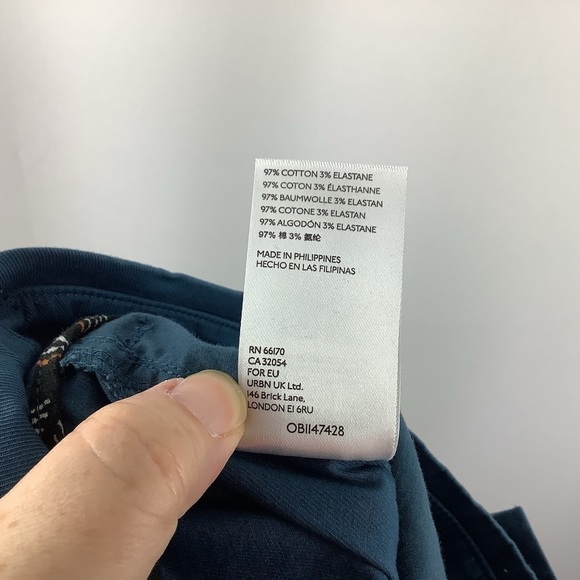 97% COTTON 3% ELASTANE
97% COTON 3% ÉLASTHANNE
97% BAUMWOLLE 3% ELASTAN
97% COTONE 3% ELASTAN
97% ALGODÓN 3% ELASTANE
97% 棉 3% 氨纶
MADE IN PHILIPPINES
HECHO EN LAS FILIPINAS
RN 66170
CA 32054
FOR EU
URBN UK Ltd.
146 Brick Lane,
LONDON E1 6RU
OB1147428